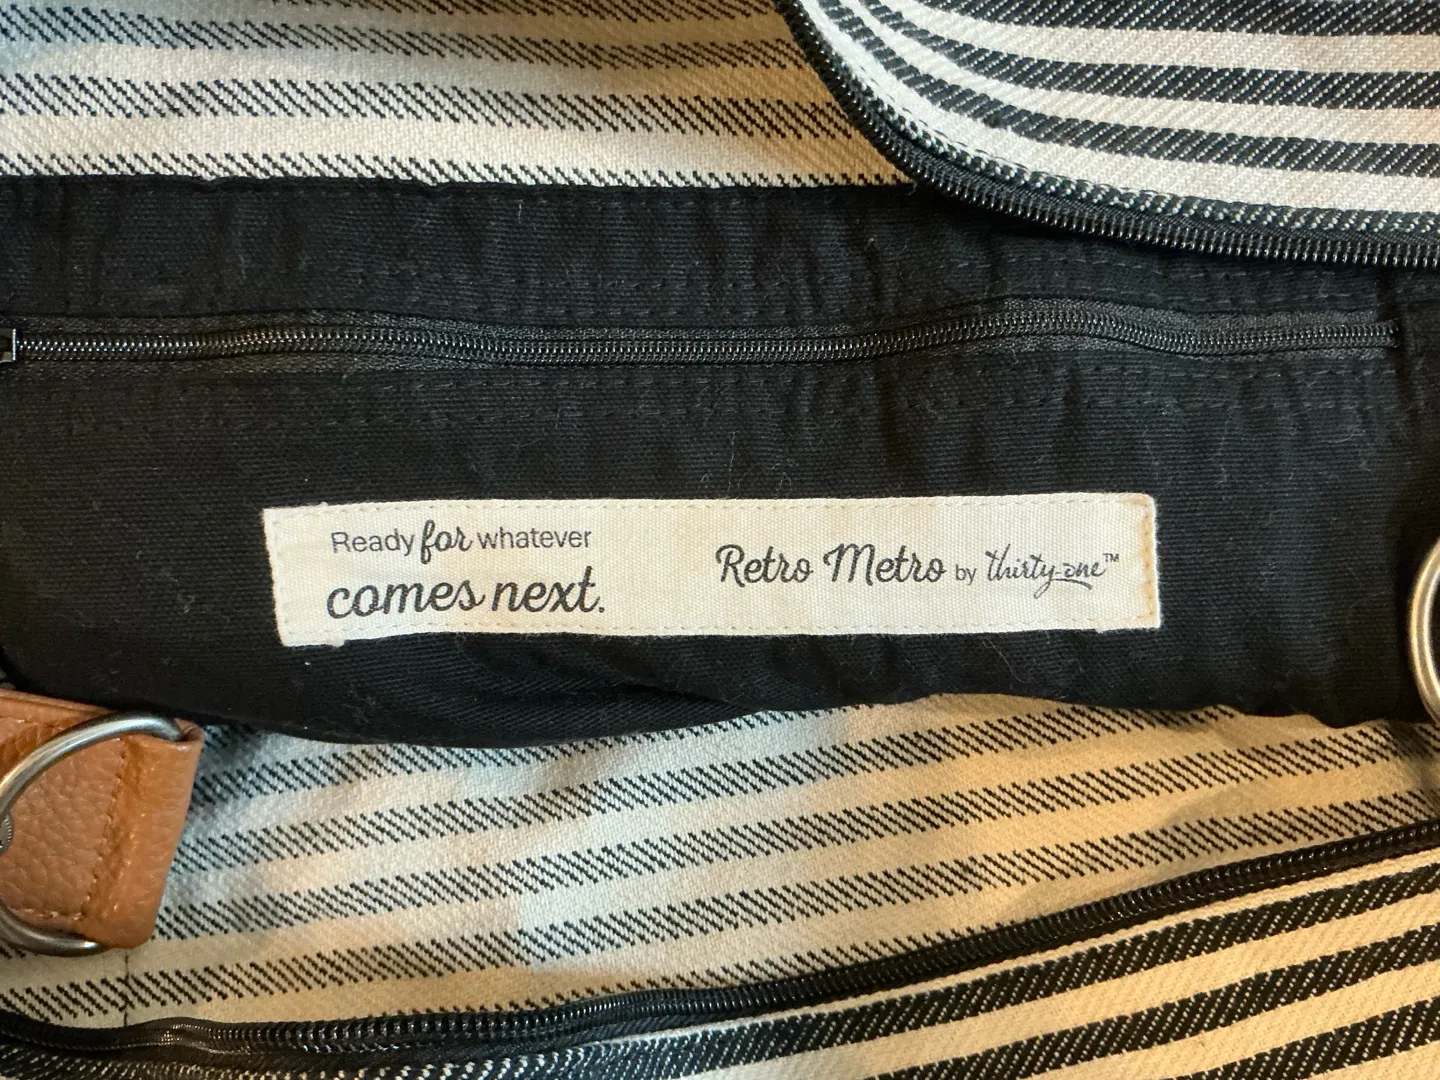 Ready for whatever
comes next.
Retro Metro by thirty-one™